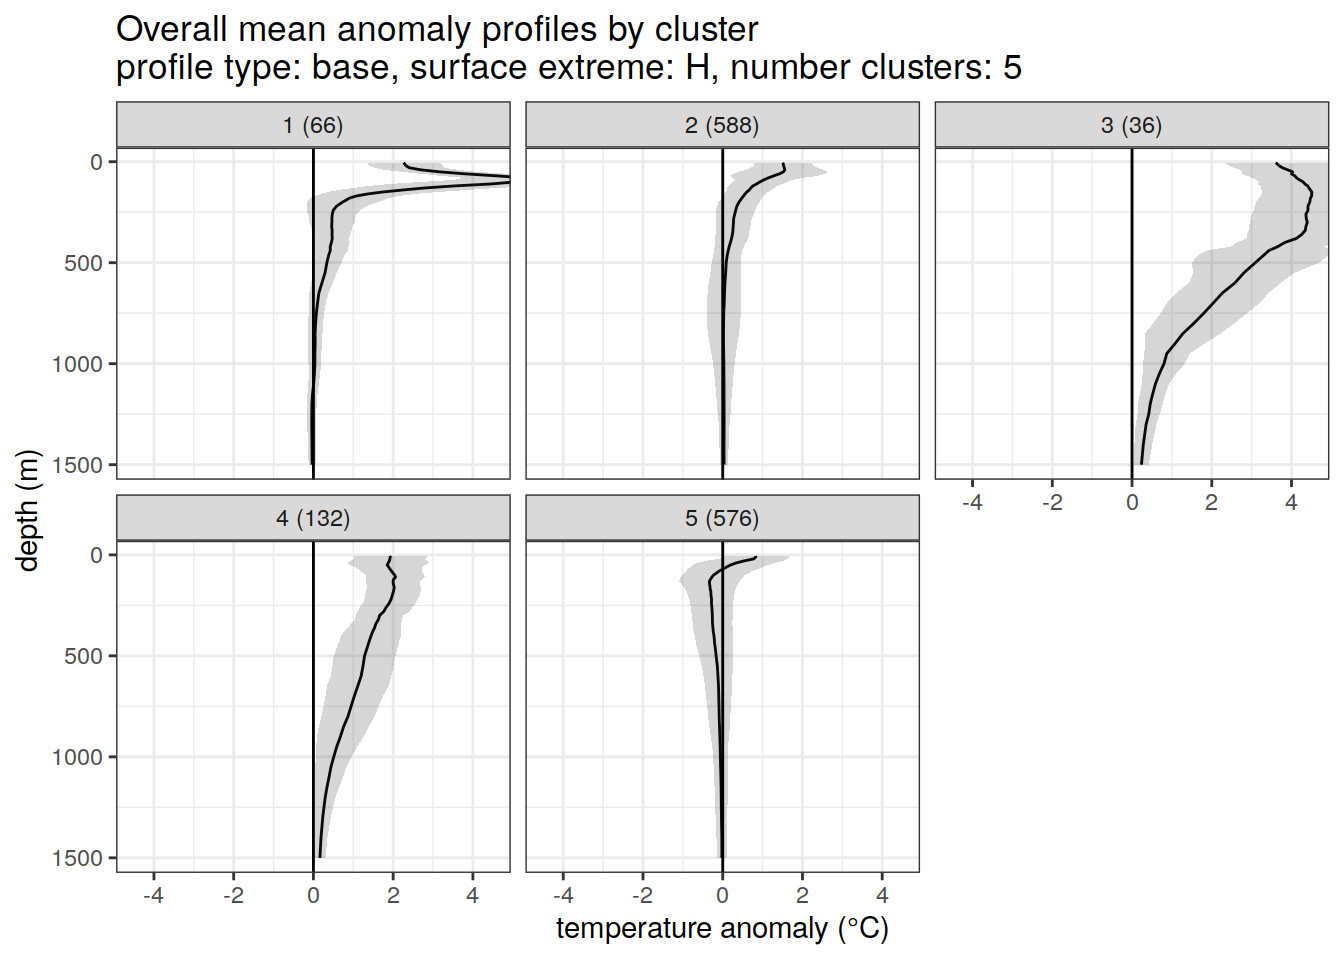 Overall mean anomaly profiles by cluster
profile type: base, surface extreme: H, number clusters: 5
1 (66)
2 (588)
3 (36)
0
500
1000
1500
-4 -2 0 2 4
4 (132)
5 (576)
0
500
1000
1500
-4 -2 0 2 4
-4 -2 0 2 4
depth (m)
temperature anomaly (°C)